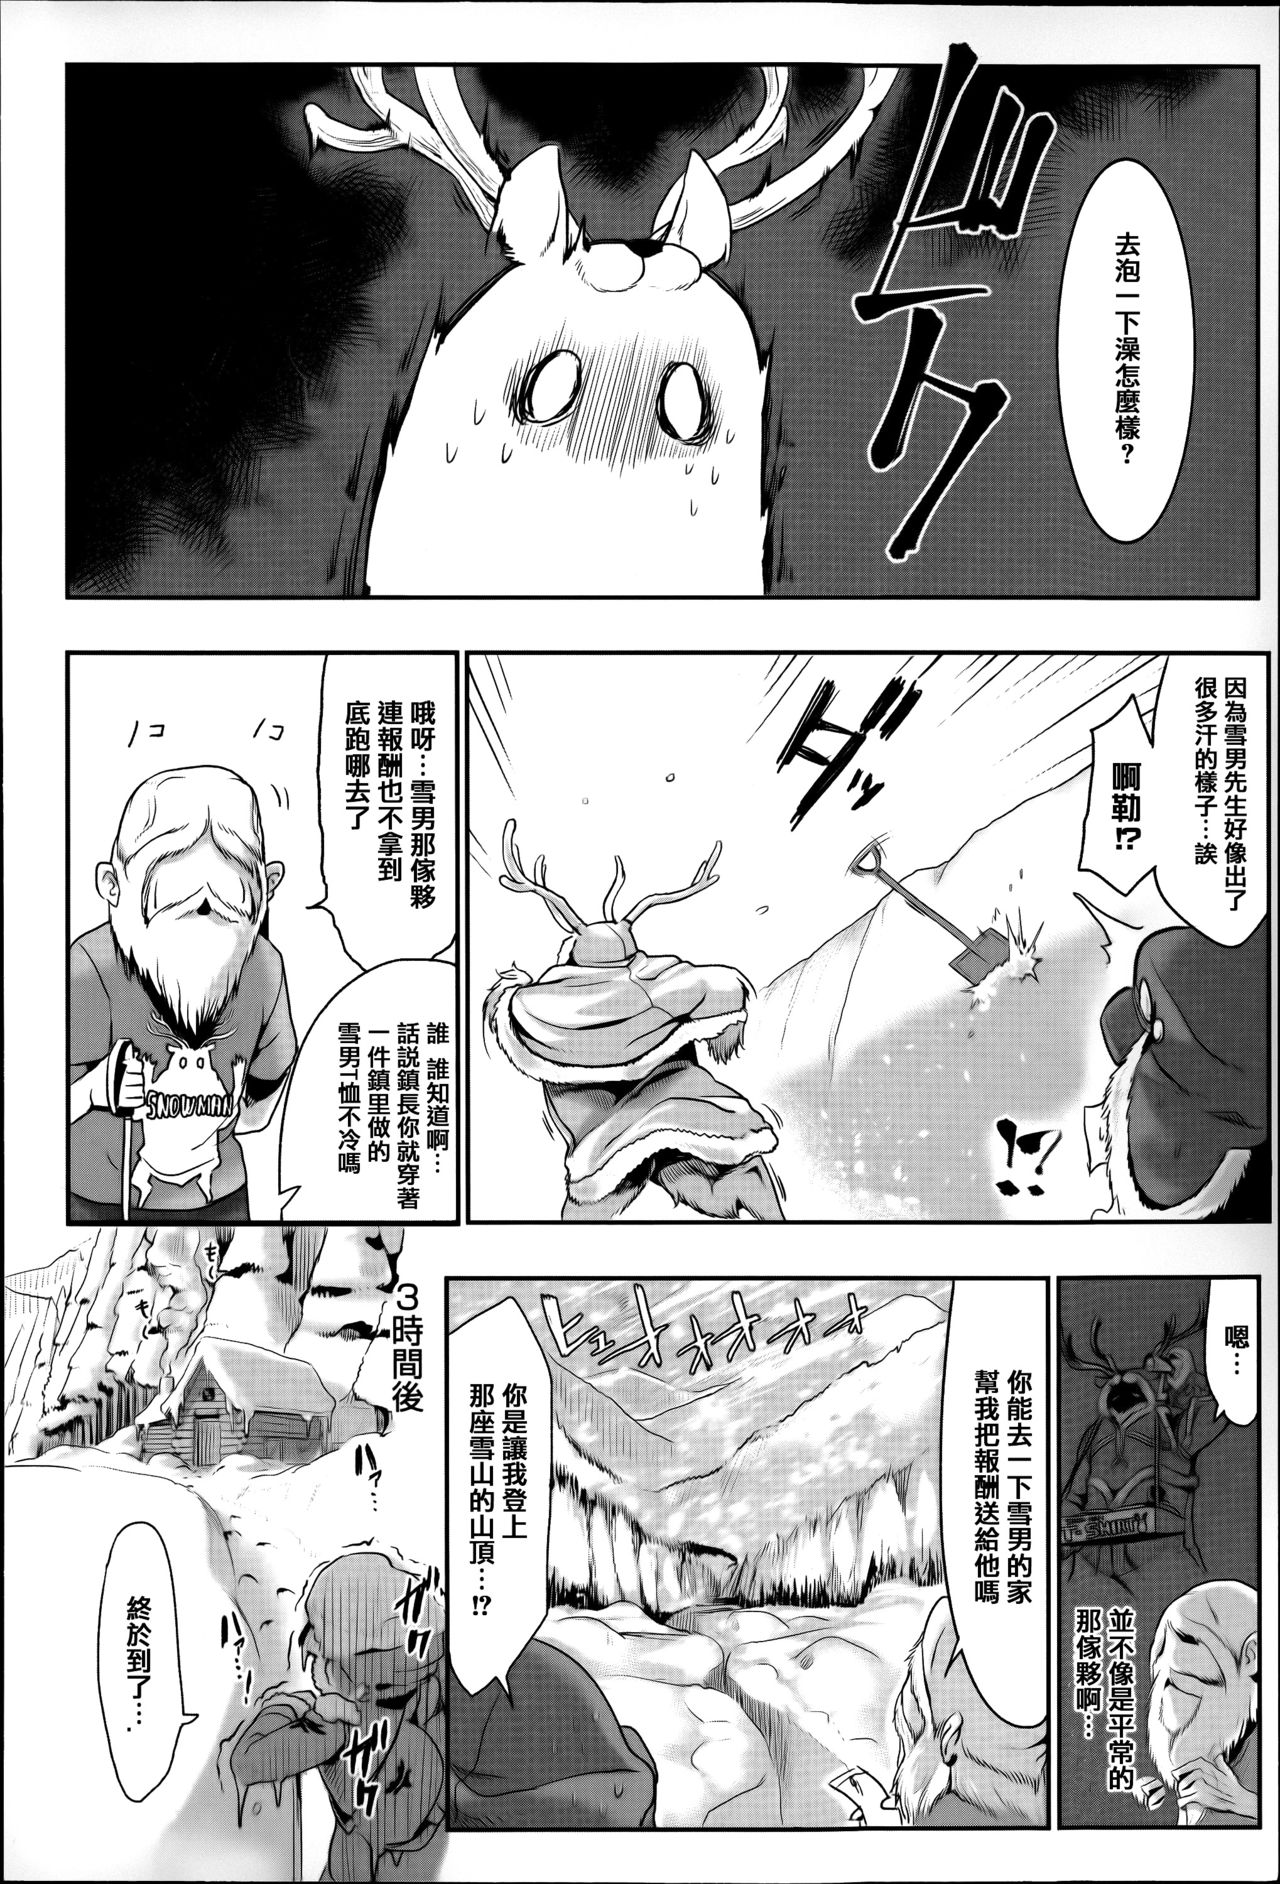 去泡一下澡怎麼樣?
ビクッ
因為雪男先生好像出了
很多汗的樣子…誒
啊勒!?
ダッ
!?
哦呀…雪男那傢夥
連報酬也不拿到
底跑哪去了
ノコ
ノコ
誰 誰知道啊…
話説鎮長你就穿著
一件鎮里做的
雪男T恤不冷嗎
SNOWMAN
嗯…
並不像是平常的
那傢夥啊…
你能去一下雪男的家
幫我把報酬送給他嗎
ヒュオオオオオ
你是讓我登上
那座雪山的山頂…!?
3時間後
もく
もく
終於到了…
ガク
ガク